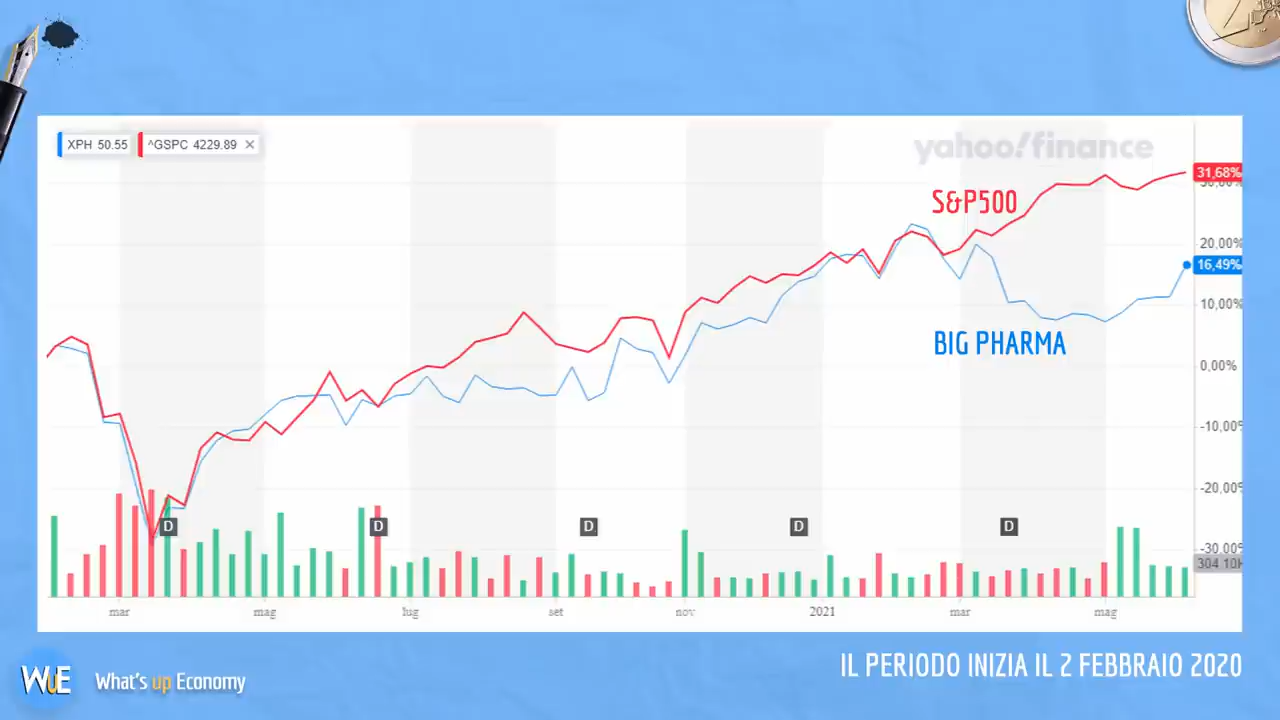 XPH 50.55 ^GSPC 4229.89 ✕
yahoo!finance
31,68%
30,00%
S&P500
20,00%
16,49%
10,00%
BIG PHARMA
0,00%
-10,00%
-20,00%
D D D D D
-30,00%
mar mag lug set nov 2021 mar mag
IL PERIODO INIZIA IL 2 FEBBRAIO 2020
WuE What's up Economy